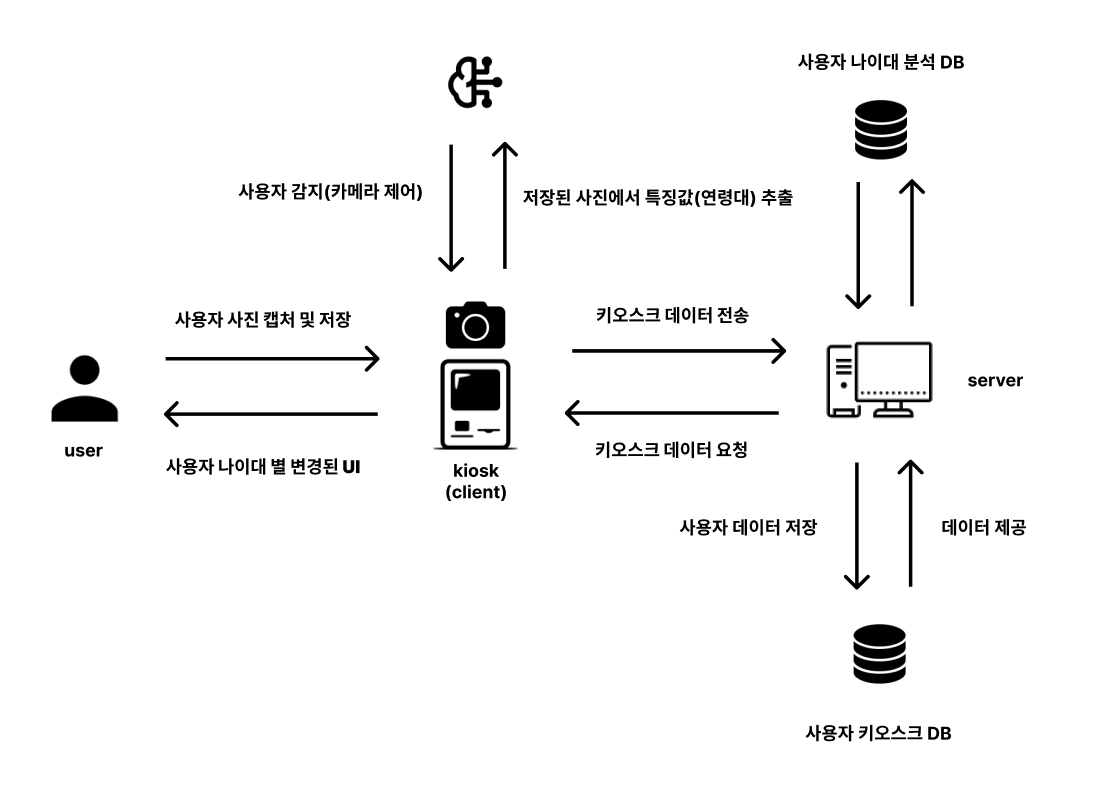 사용자 나이대 분석 DB
사용자 감지(카메라 제어)
저장된 사진에서 특징값(연령대) 추출
사용자 사진 캡처 및 저장
키오스크 데이터 전송
server
user
사용자 나이대 별 변경된 UI
키오스크 데이터 요청
kiosk
(client)
사용자 데이터 저장
데이터 제공
사용자 키오스크 DB